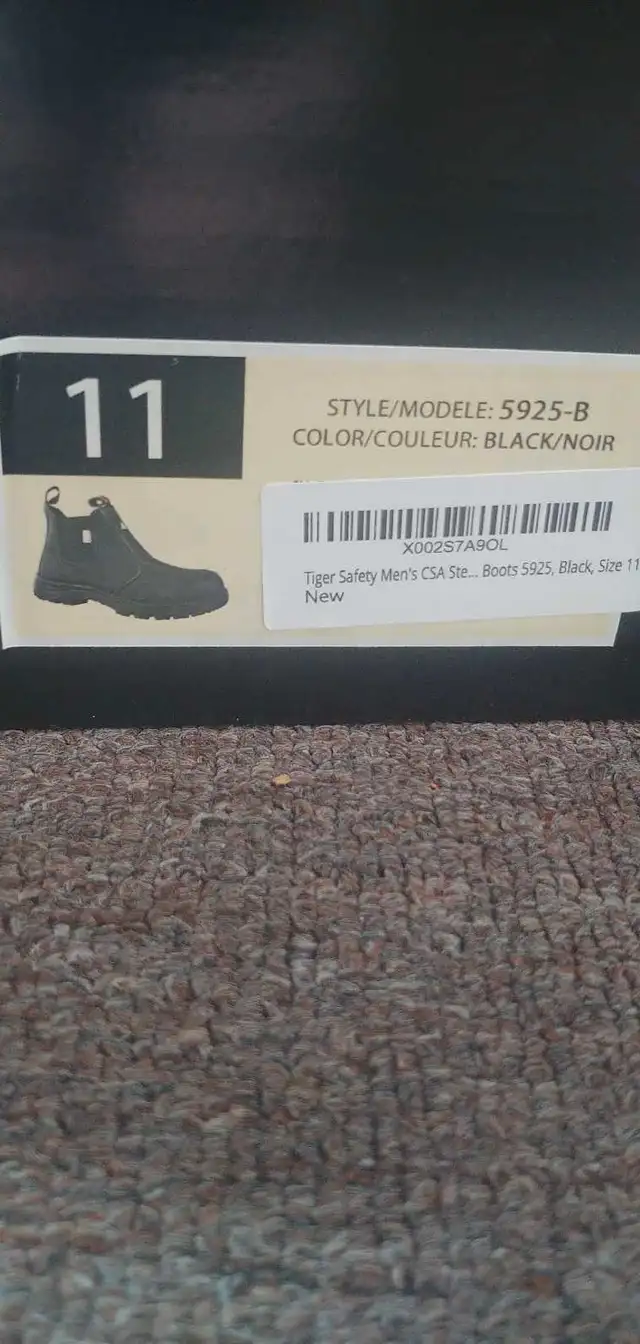 11
STYLE/MODELE: 5925-B
COLOR/COULEUR: BLACK/NOIR
X002S7A9OL
Tiger Safety Men's CSA Ste... Boots 5925, Black, Size 11
New